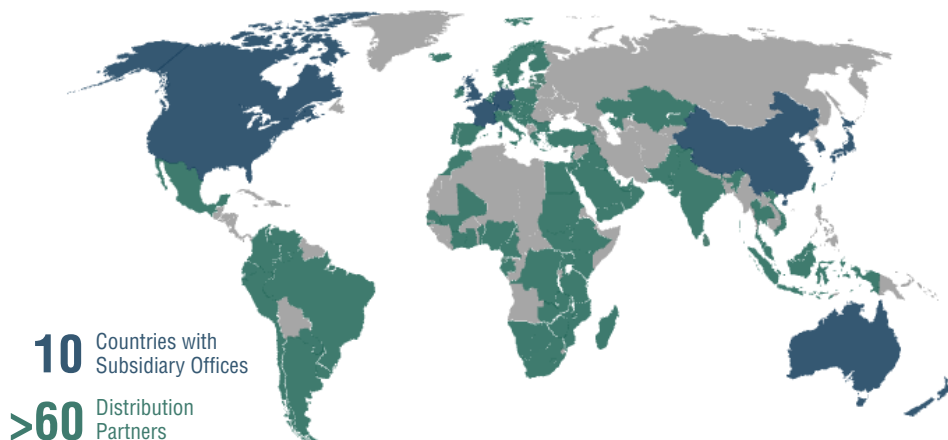 10 Countries with
Subsidiary Offices
>60 Distribution
Partners